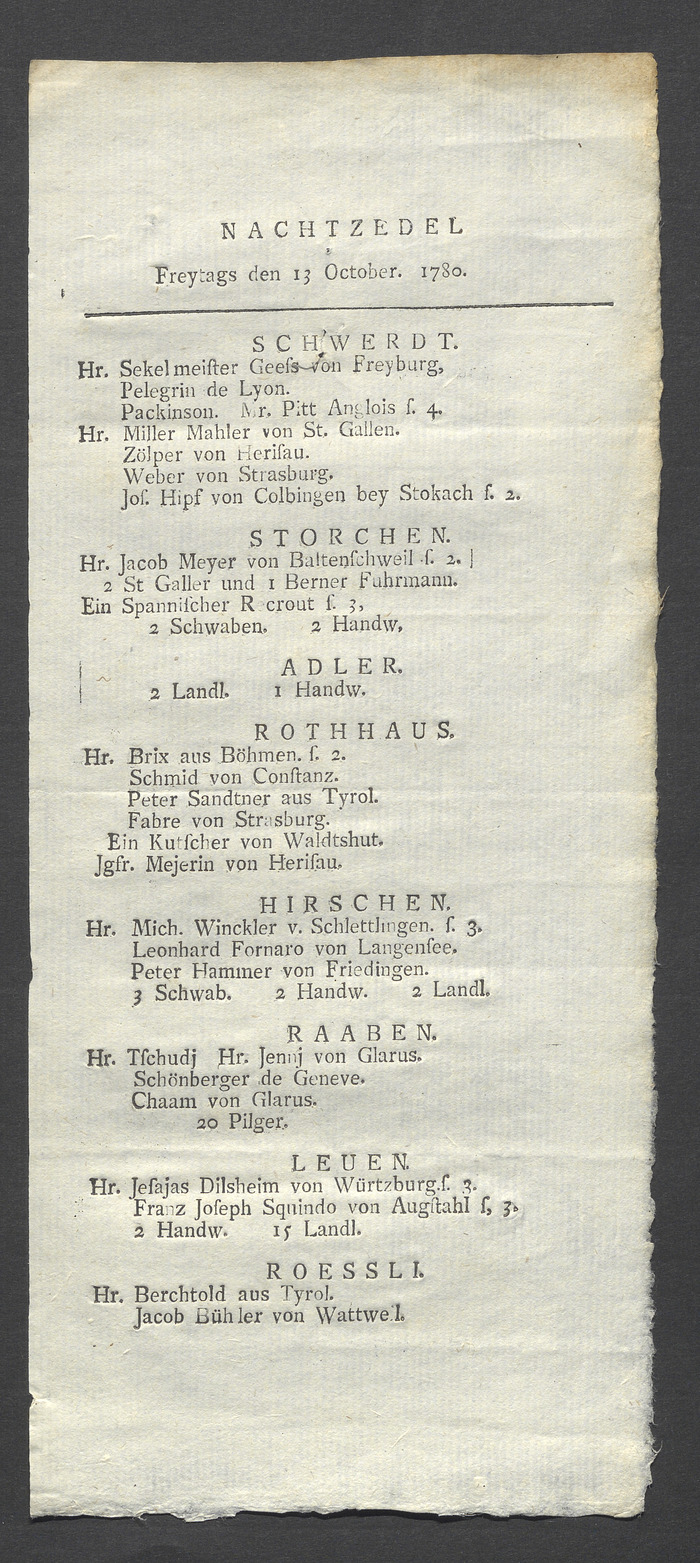 NACHTZEDEL
Freytags den 13 October. 1780.
SCHWERDT.
Hr. Sekelmeiſter Geeſs von Freyburg,
Pelegrin de Lyon.
Packinson. Mr. Pitt Anglois ſ. 4.
Hr. Miller Mahler von St. Gallen.
Zölper von Heriſau.
Weber von Strasburg.
Joſ. Hipf von Colbingen bey Stokach ſ. 2.
STORCHEN.
Hr. Jacob Meyer von Baltenſchweil ſ. 2.
2 St Galler und 1 Berner Fuhrmann.
Ein Spanniſcher Recrout ſ. 3,
2 Schwaben. 2 Handw,
ADLER.
2 Landl. 1 Handw.
ROTHHAUS.
Hr. Brix aus Böhmen. ſ. 2.
Schmid von Conſtanz.
Peter Sandtner aus Tyrol.
Fabre von Strasburg.
Ein Kutſcher von Waldtshut.
Jgfr. Mejerin von Heriſau.
HIRSCHEN.
Hr. Mich. Winckler v. Schlettlingen. ſ. 3.
Leonhard Fornaro von Langenſee.
Peter Hammer von Friedingen.
3 Schwab. 2 Handw. 2 Landl.
RAABEN.
Hr. Tſchudj Hr. Jennj von Glarus.
Schönberger de Geneve.
Chaam von Glarus.
20 Pilger.
LEUEN.
Hr. Jeſajas Dilsheim von Würtzburg.ſ. 3.
Franz Joſeph Squindo von Augſtahl ſ, 3.
2 Handw. 15 Landl.
ROESSLI.
Hr. Berchtold aus Tyrol.
Jacob Bühler von Wattweil.